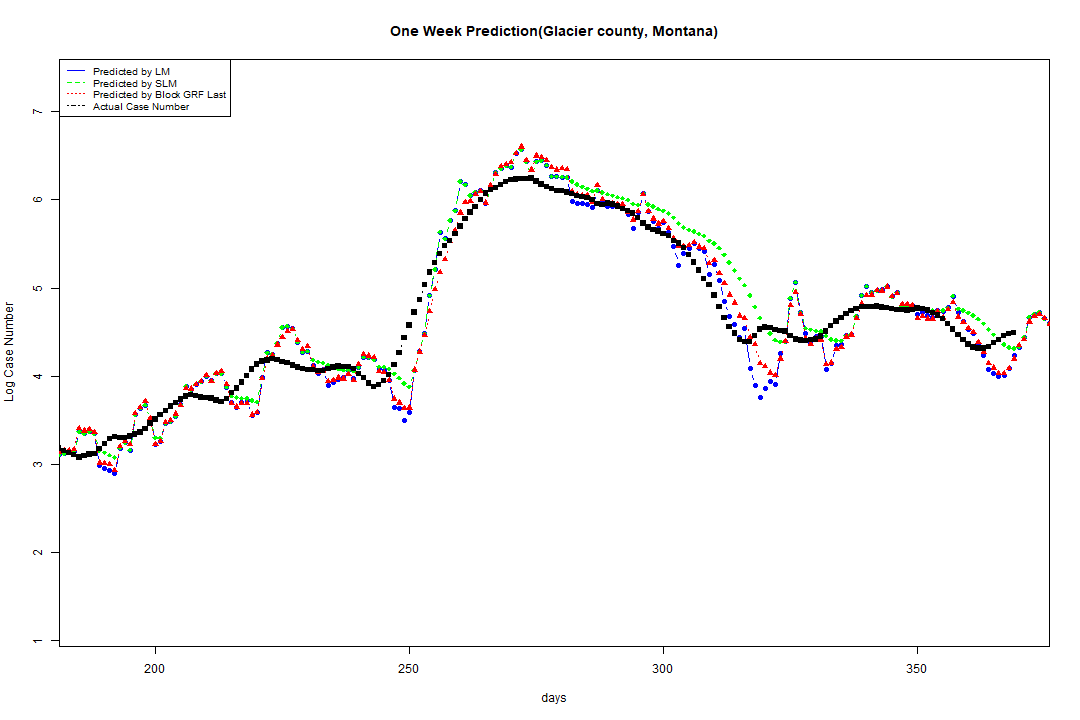 One Week Prediction(Glacier county, Montana)
Predicted by LM
Predicted by SLM
Predicted by Block GRF Last
Actual Case Number
7
6
5
4
3
2
1
Log Case Number
200 250 300 350
days